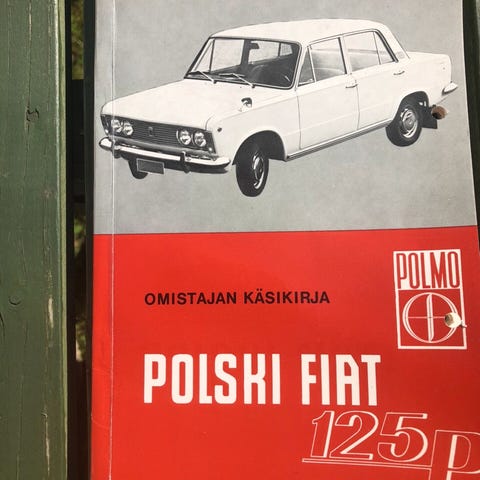 OMISTAJAN KÄSIKIRJA
POLMO
POLSKI FIAT
125p